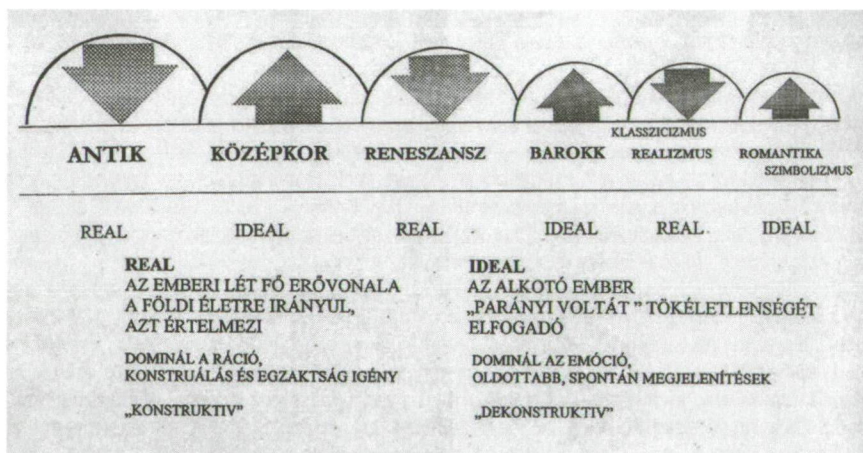 ANTIK KÖZÉPKOR RENESZANSZ BAROKK KLASSZICIZMUS
REALIZMUS ROMANTIKA
SZIMBOLIZMUS
REAL IDEAL REAL IDEAL REAL IDEAL
REAL
AZ EMBERI LÉT FŐ ERŐVONALA
A FÖLDI ÉLETRE IRÁNYUL,
AZT ÉRTELMEZI
DOMINÁL A RÁCIÓ,
KONSTRUÁLÁS ÉS EGZAKTSÁG IGÉNY
„KONSTRUKTIV”
IDEAL
AZ ALKOTÓ EMBER
„PARÁNYI VOLTÁT ” TÖKÉLETLENSÉGÉT
ELFOGADÓ
DOMINÁL AZ EMÓCIÓ,
OLDOTTABB, SPONTÁN MEGJELENÍTÉSEK
„DEKONSTRUKTIV”